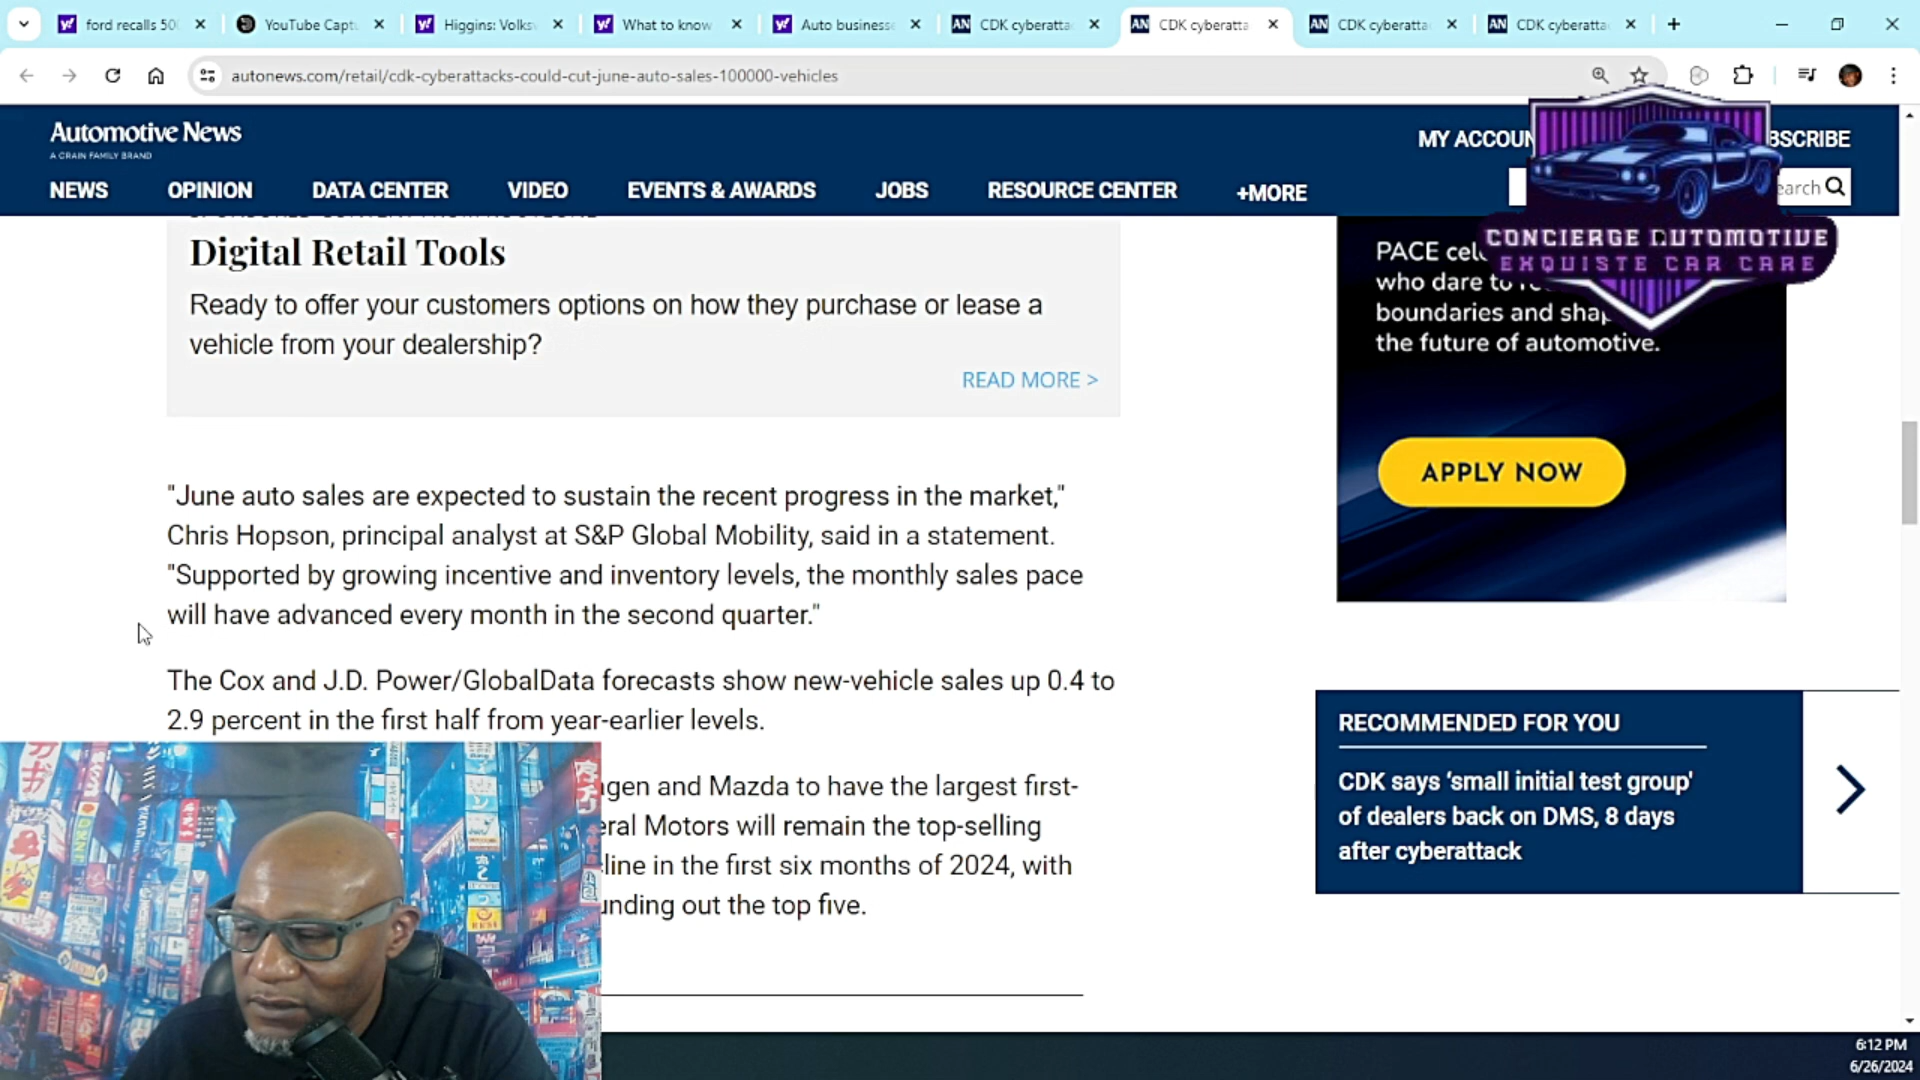 ford recalls 50
YouTube Capt
Higgins: Volks
What to know
Auto business
CDK cyberatta
CDK cyberatta
CDK cyberatta
CDK cyberatta
autonews.com/retail/cdk-cyberattacks-could-cut-june-auto-sales-100000-vehicles
Automotive News
A CRAIN FAMILY BRAND
MY ACCOUN
BSCRIBE
NEWS
OPINION
DATA CENTER
VIDEO
EVENTS & AWARDS
JOBS
RESOURCE CENTER
+MORE
earch
CONCIERGE AUTOMOTIVE
EXQUISTE CAR CARE
Digital Retail Tools
Ready to offer your customers options on how they purchase or lease a
vehicle from your dealership?
READ MORE >
"June auto sales are expected to sustain the recent progress in the market,"
Chris Hopson, principal analyst at S&P Global Mobility, said in a statement.
"Supported by growing incentive and inventory levels, the monthly sales pace
will have advanced every month in the second quarter."
The Cox and J.D. Power/GlobalData forecasts show new-vehicle sales up 0.4 to
2.9 percent in the first half from year-earlier levels.
gen and Mazda to have the largest first-
eral Motors will remain the top-selling
line in the first six months of 2024, with
unding out the top five.
PACE cel
who dare to
boundaries and shap
the future of automotive.
APPLY NOW
RECOMMENDED FOR YOU
CDK says ‘small initial test group'
of dealers back on DMS, 8 days
after cyberattack
6:12 PM
6/26/2024